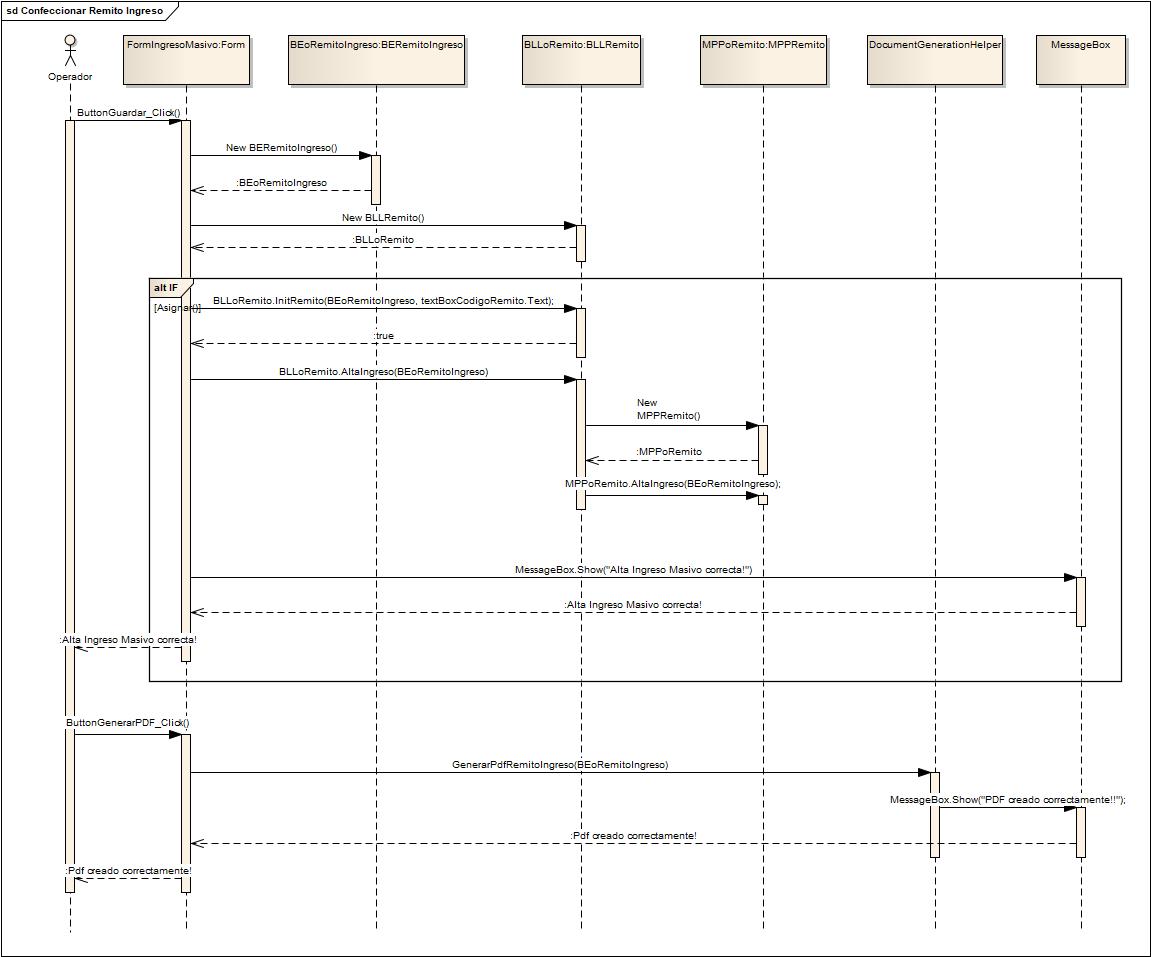 sd Confeccionar Remito Ingreso
Operador
FormIngresoMasivo:Form
BEoRemitoIngreso:BERemitoIngreso
BLLoRemito:BLLRemito
MPPoRemito:MPPRemito
DocumentGenerationHelper
MessageBox
ButtonGuardar_Click()
New BERemitoIngreso()
:BEoRemitoIngreso
New BLLRemito()
:BLLoRemito
alt IF
[Asignar()]
BLLoRemito.InitRemito(BEoRemitoIngreso, textBoxCodigoRemito.Text);
:true
BLLoRemito.AltaIngreso(BEoRemitoIngreso)
New
MPPRemito()
:MPPoRemito
MPPoRemito.AltaIngreso(BEoRemitoIngreso);
MessageBox.Show("Alta Ingreso Masivo correcta!")
:Alta Ingreso Masivo correcta!
:Alta Ingreso Masivo correcta!
ButtonGenerarPDF_Click()
GenerarPdfRemitoIngreso(BEoRemitoIngreso)
MessageBox.Show("PDF creado correctamente!!");
:Pdf creado correctamente!
:Pdf creado correctamente!